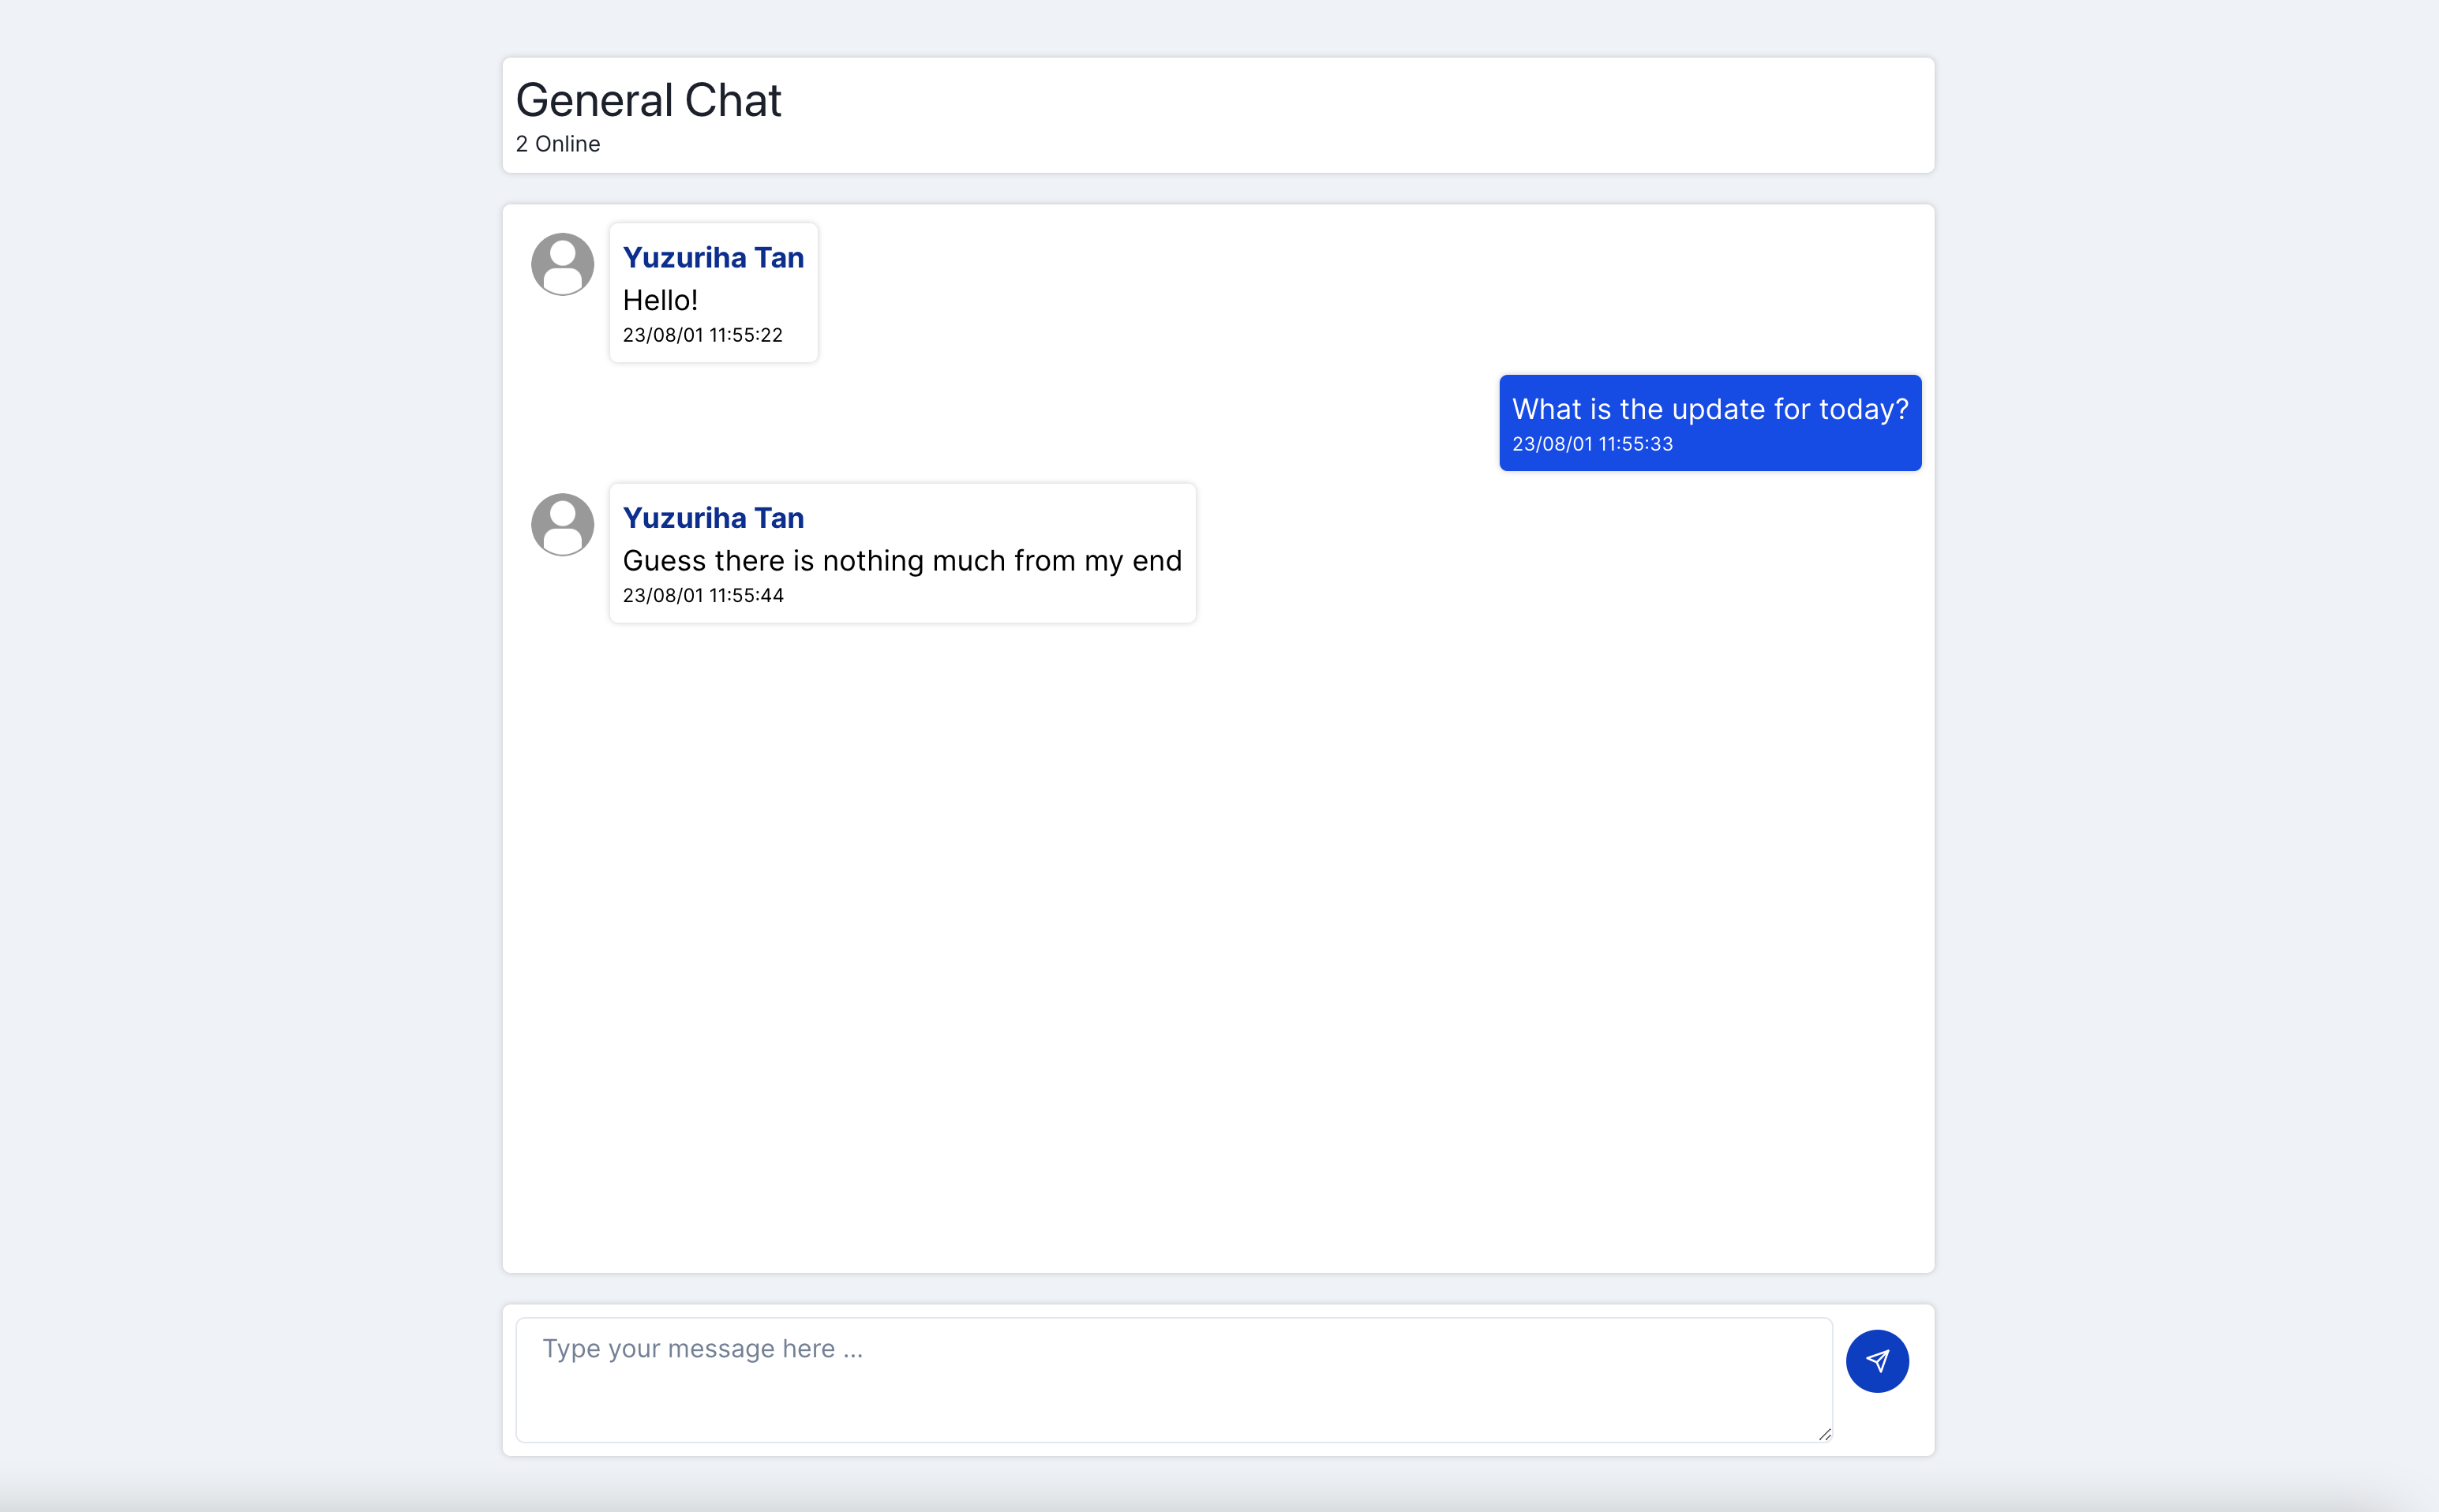 General Chat
2 Online
Yuzuriha Tan
Hello!
23/08/01 11:55:22
What is the update for today?
23/08/01 11:55:33
Yuzuriha Tan
Guess there is nothing much from my end
23/08/01 11:55:44
Type your message here ...